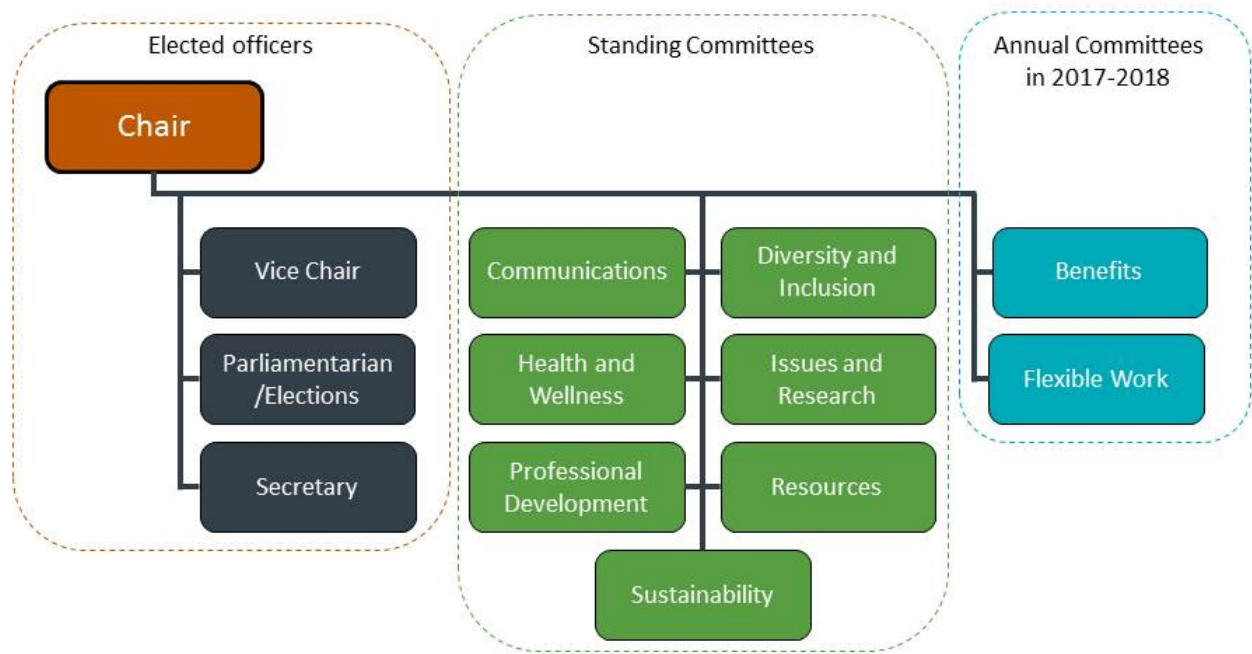 Elected officers
Standing Committees
Annual Committees
in 2017-2018
Chair
Vice Chair
Parliamentarian
/Elections
Secretary
Communications
Diversity and
Inclusion
Health and
Wellness
Issues and
Research
Professional
Development
Resources
Sustainability
Benefits
Flexible Work